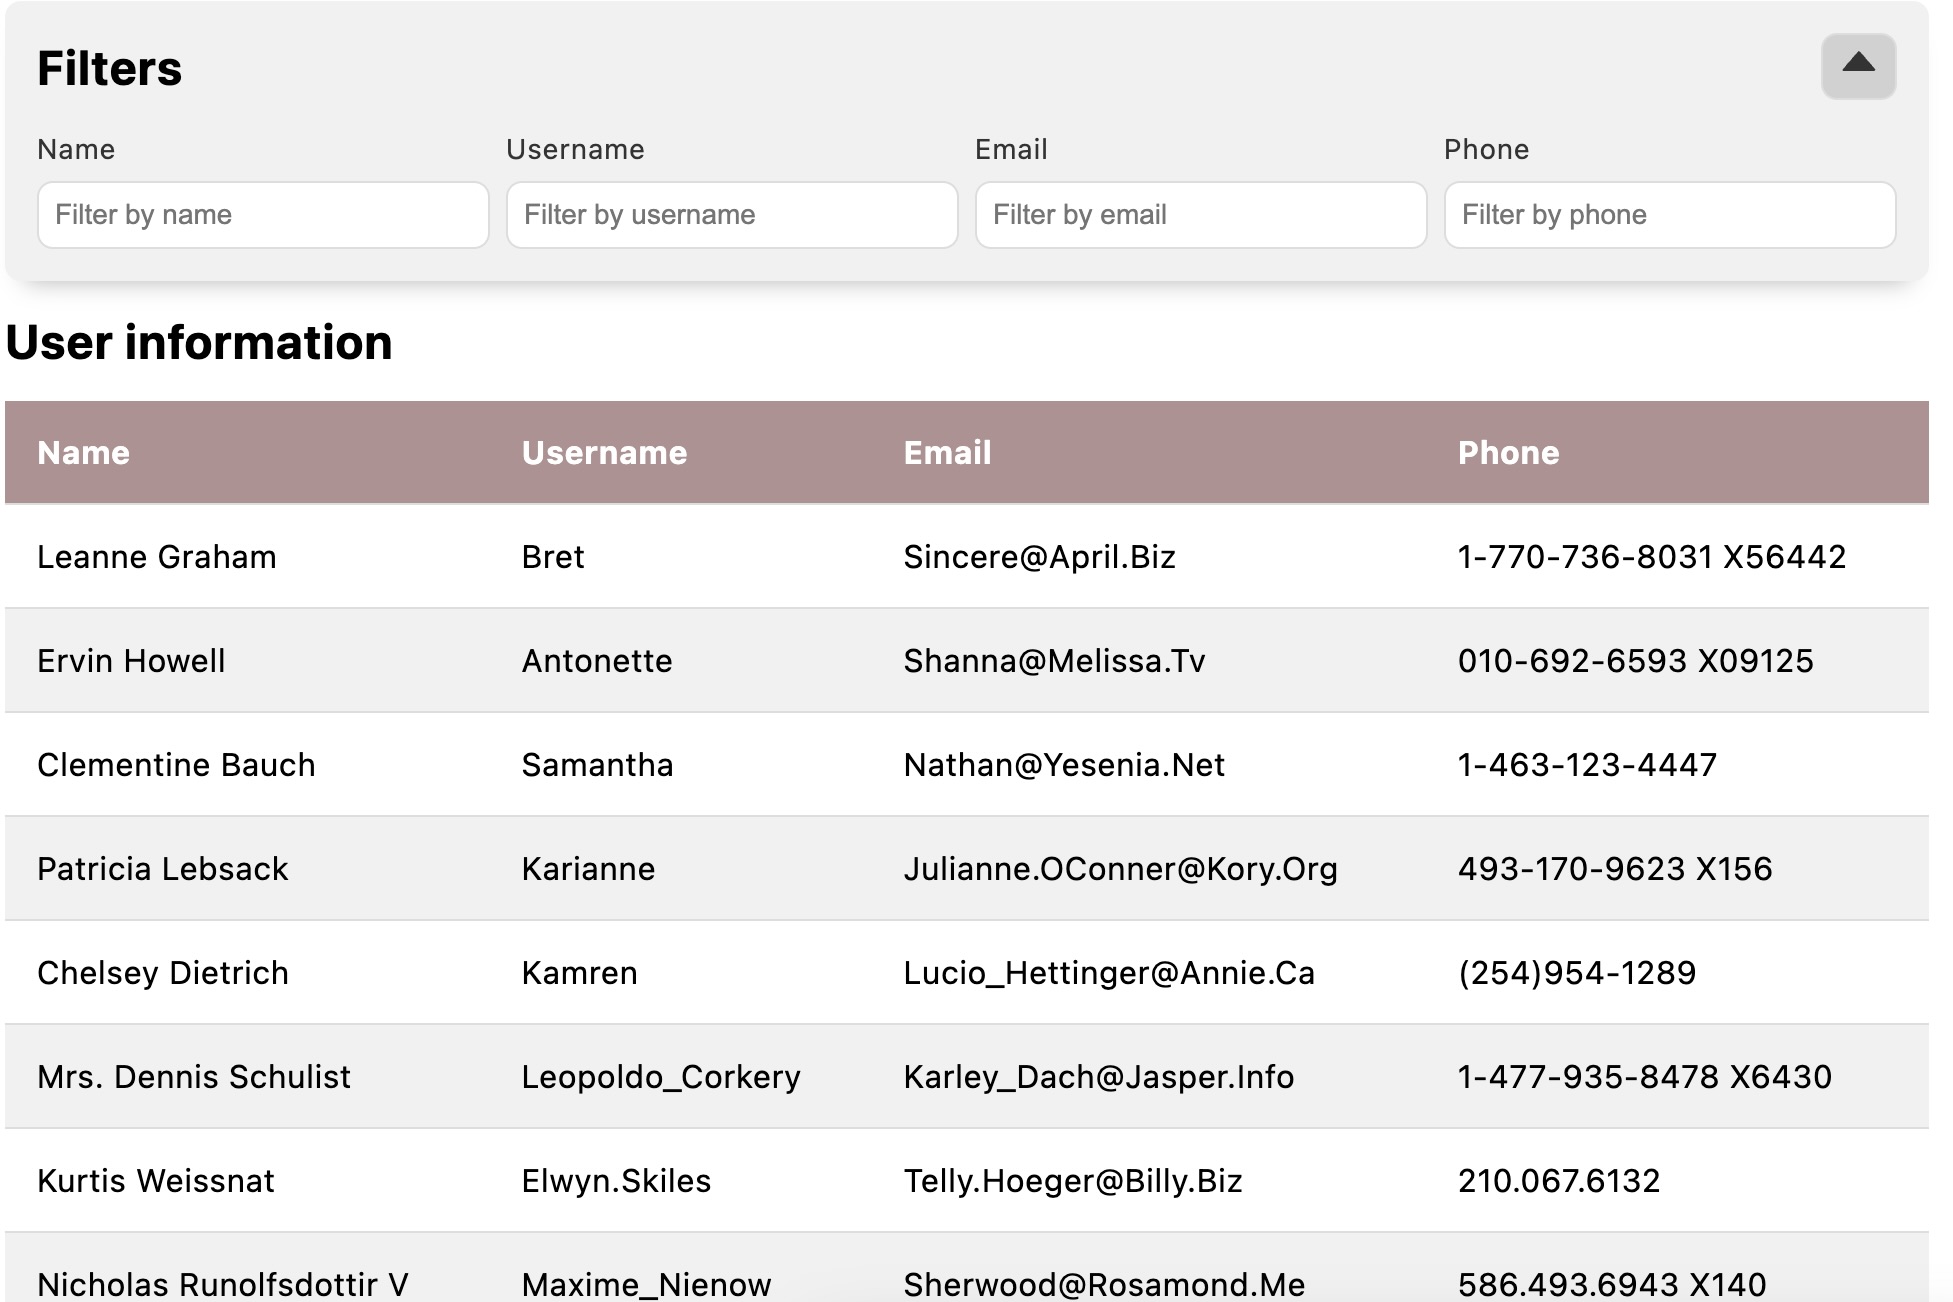 Filters
Name Username Email Phone
Filter by name Filter by username Filter by email Filter by phone
User information
Name Username Email Phone
Leanne Graham Bret Sincere@April.Biz 1-770-736-8031 X56442
Ervin Howell Antonette Shanna@Melissa.Tv 010-692-6593 X09125
Clementine Bauch Samantha Nathan@Yesenia.Net 1-463-123-4447
Patricia Lebsack Karianne Julianne.OConner@Kory.Org 493-170-9623 X156
Chelsey Dietrich Kamren Lucio_Hettinger@Annie.Ca (254)954-1289
Mrs. Dennis Schulist Leopoldo_Corkery Karley_Dach@Jasper.Info 1-477-935-8478 X6430
Kurtis Weissnat Elwyn.Skiles Telly.Hoeger@Billy.Biz 210.067.6132
Nicholas Runolfsdottir V Maxime_Nienow Sherwood@Rosamond.Me 586.493.6943 X140